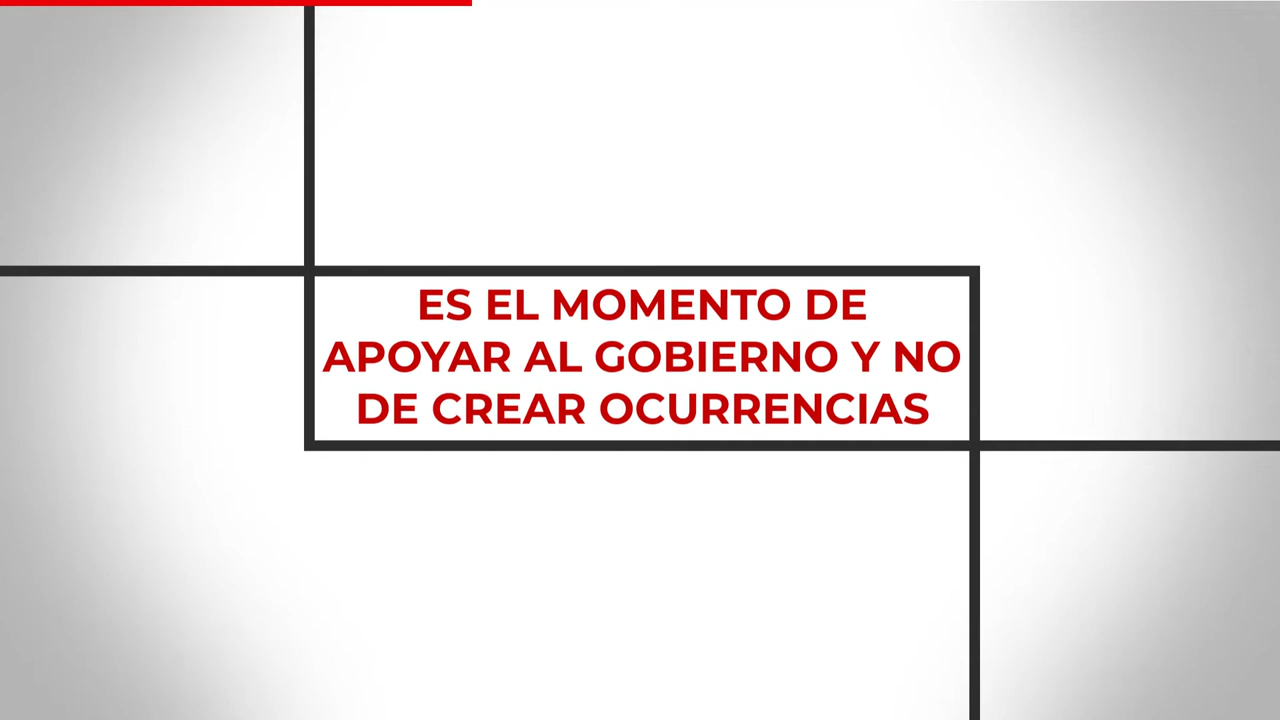 ES EL MOMENTO DE
APOYAR AL GOBIERNO Y NO
DE CREAR OCURRENCIAS